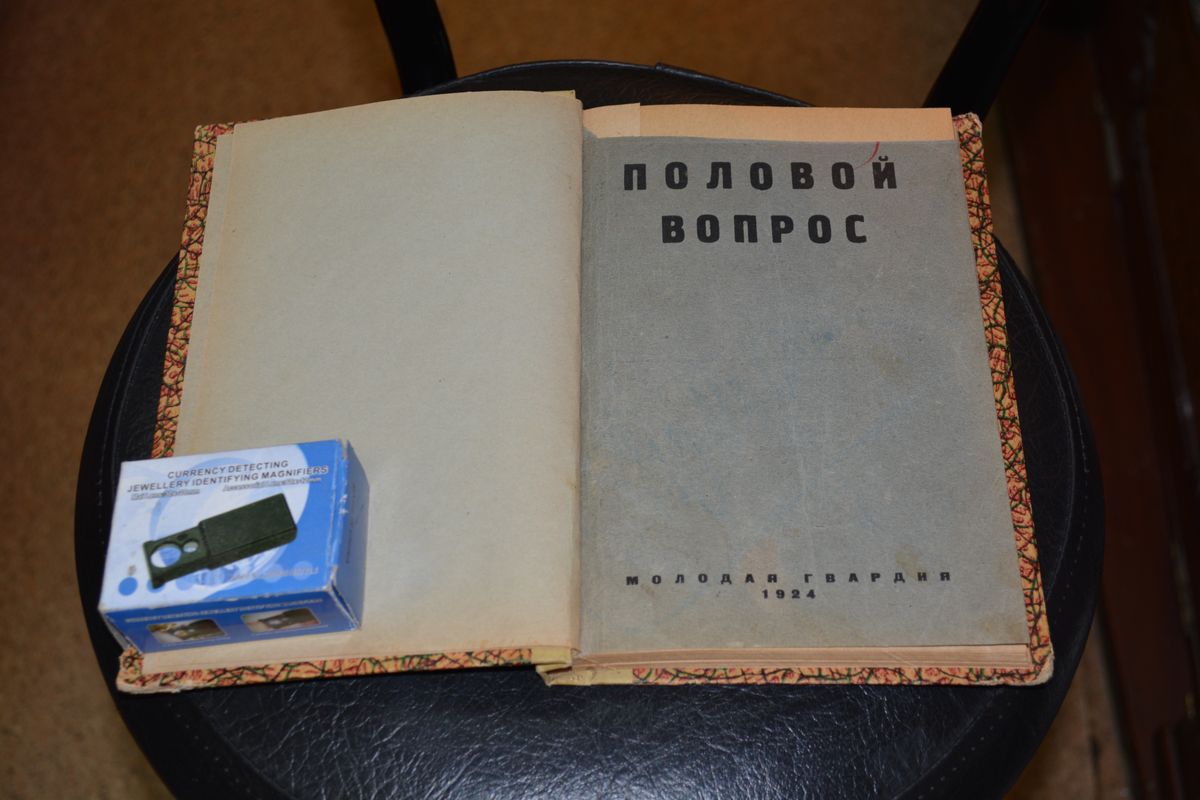 ПОЛОВОЙ
ВОПРОС
МОЛОДАЯ ГВАРДИЯ
1924
CURRENCY DETECTING
JEWELLERY IDENTIFYING MAGNIFIERS